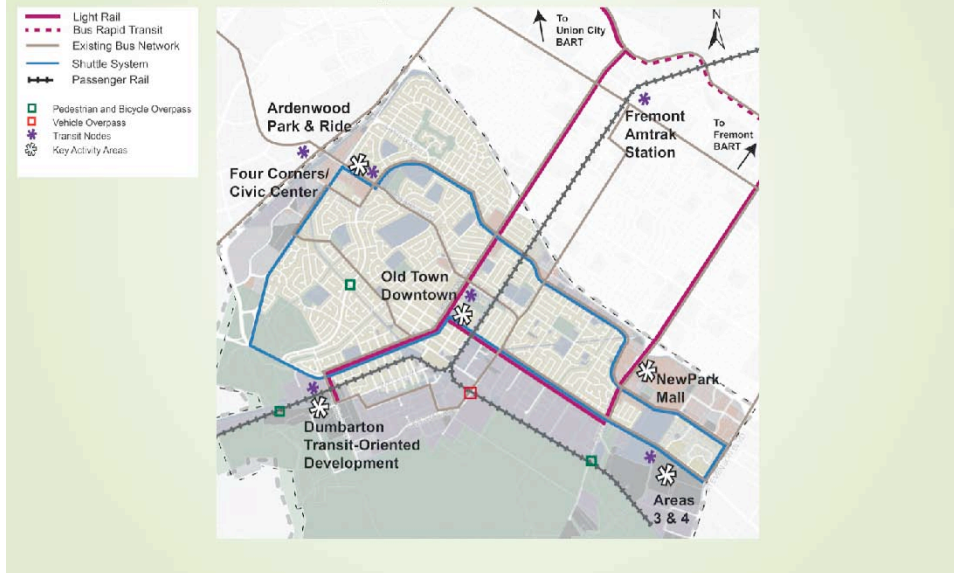 Light Rail
Bus Rapid Transit
Existing Bus Network
Shuttle System
Passenger Rail
Pedestrian and Bicycle Overpass
Vehicle Overpass
Transit Nodes
Key Activity Areas
To
Union City
BART
N
Ardenwood
Park & Ride
Fremont
Amtrak
Station
To
Fremont
BART
Four Corners/
Civic Center
Old Town
Downtown
NewPark
Mall
Dumbarton
Transit-Oriented
Development
Areas
3 & 4